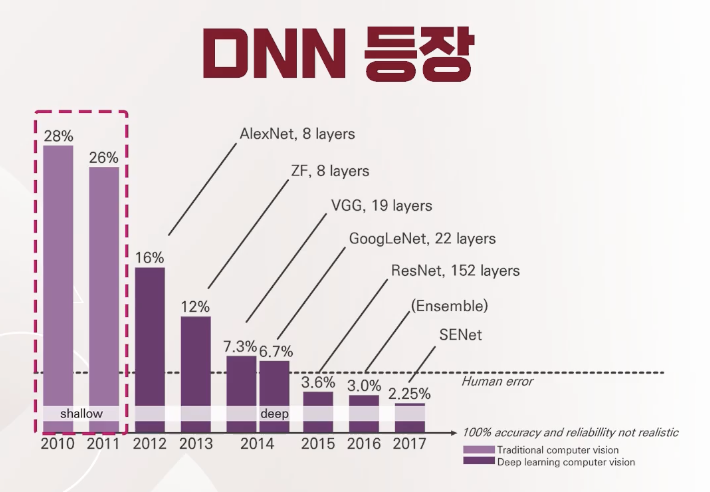 DNN 등장
28%
26%
AlexNet, 8 layers
ZF, 8 layers
VGG, 19 layers
GoogLeNet, 22 layers
ResNet, 152 layers
(Ensemble)
SENet
16%
12%
7.3%
6.7%
3.6%
3.0%
2.25%
Human error
shallow
deep
2010
2011
2012
2013
2014
2015
2016
2017
100% accuracy and reliability not realistic
Traditional computer vision
Deep learning computer vision